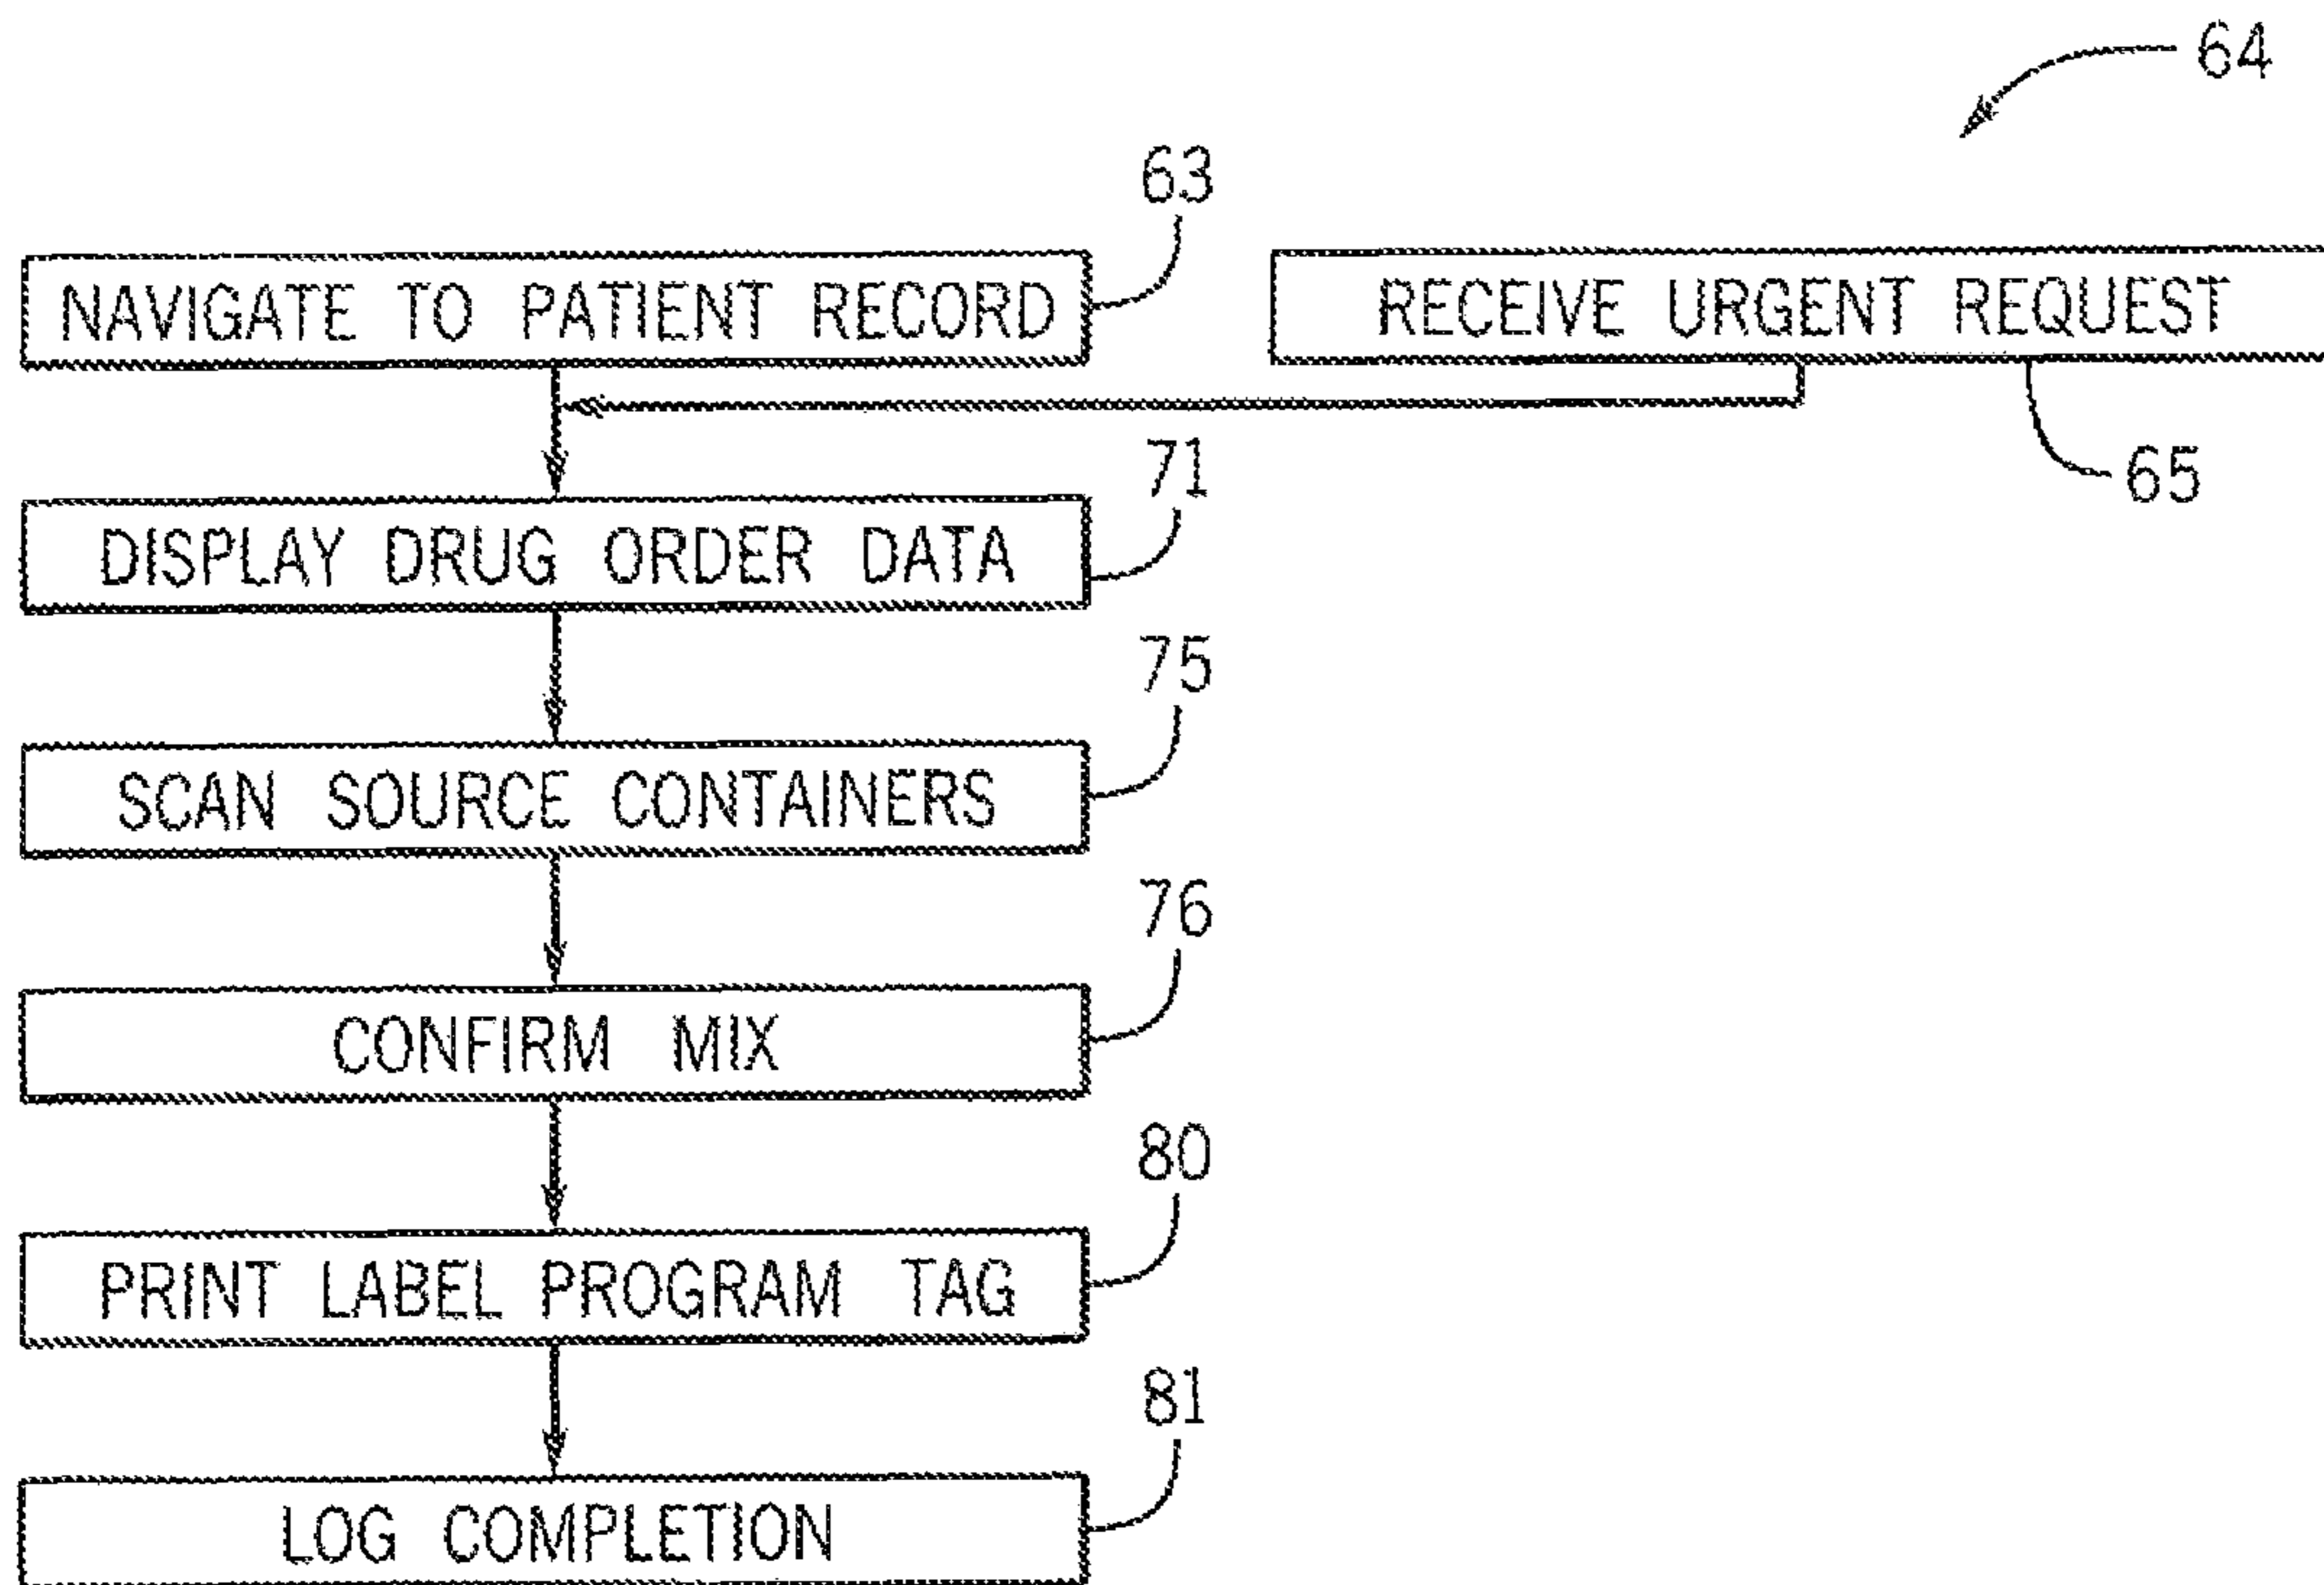 64
63
NAVIGATE TO PATIENT RECORD
RECEIVE URGENT REQUEST
71
65
DISPLAY DRUG ORDER DATA
75
SCAN SOURCE CONTAINERS
76
CONFIRM MIX
80
PRINT LABEL PROGRAM TAG
81
LOG COMPLETION